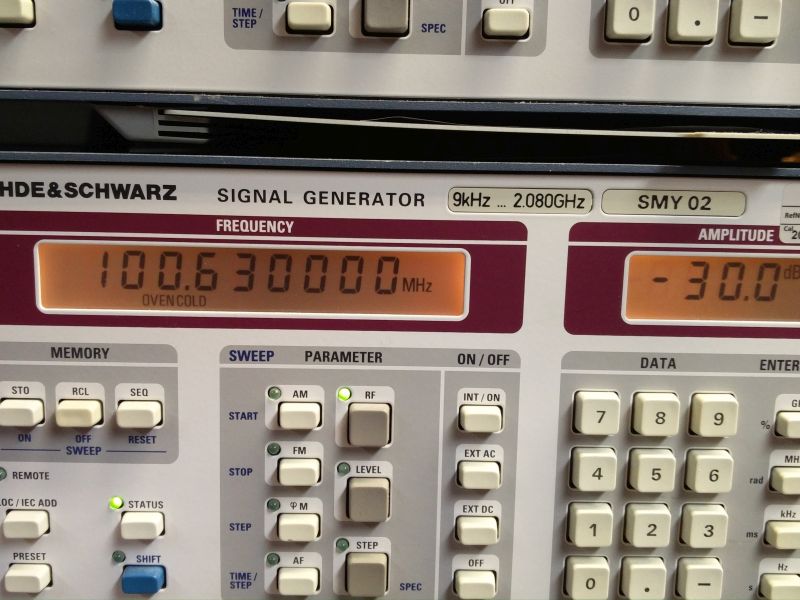 TIME/
STEP
SPEC
OFF
0 . −
HDE&SCHWARZ SIGNAL GENERATOR 9kHz ... 2.080GHz SMY 02
FREQUENCY
100.630000 MHz
OVEN COLD
AMPLITUDE
-30.0 dB
MEMORY
STO RCL SEQ
ON OFF RESET
SWEEP
REMOTE
LOC / IEC ADD STATUS
PRESET SHIFT
SWEEP PARAMETER ON / OFF
START AM RF INT / ON
STOP FM LEVEL EXT AC
STEP φM EXT DC
TIME /
STEP AF STEP SPEC OFF
DATA ENTER
7 8 9 %
4 5 6 rad MH
1 2 3 ms kHz
0 . − s Hz